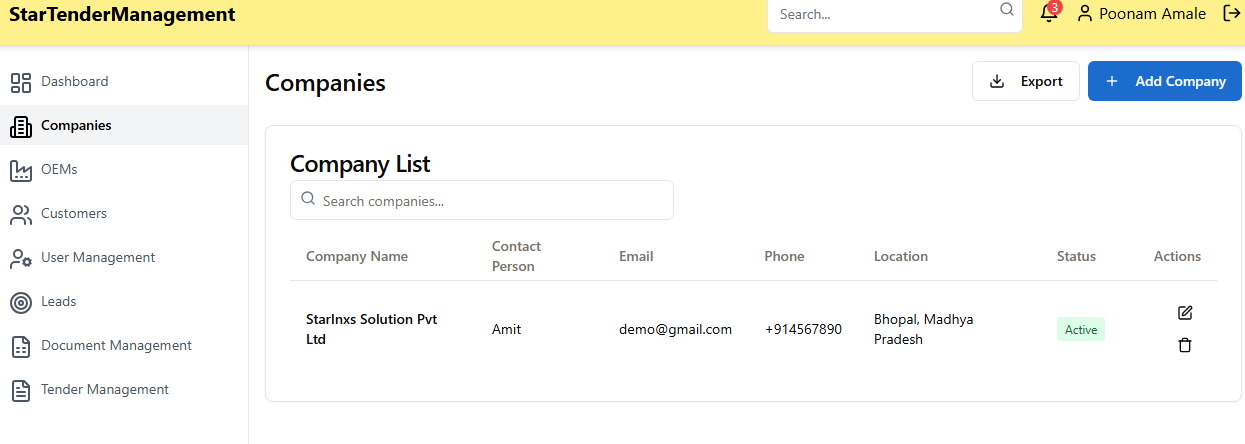 StarTenderManagement
Search...
3
Poonam Amale
Dashboard
Companies
OEMs
Customers
User Management
Leads
Document Management
Tender Management
Companies
Export
Add Company
Company List
Search companies...
Company Name
Contact
Person
Email
Phone
Location
Status
Actions
StarInxs Solution Pvt
Ltd
Amit
demo@gmail.com
+914567890
Bhopal, Madhya
Pradesh
Active